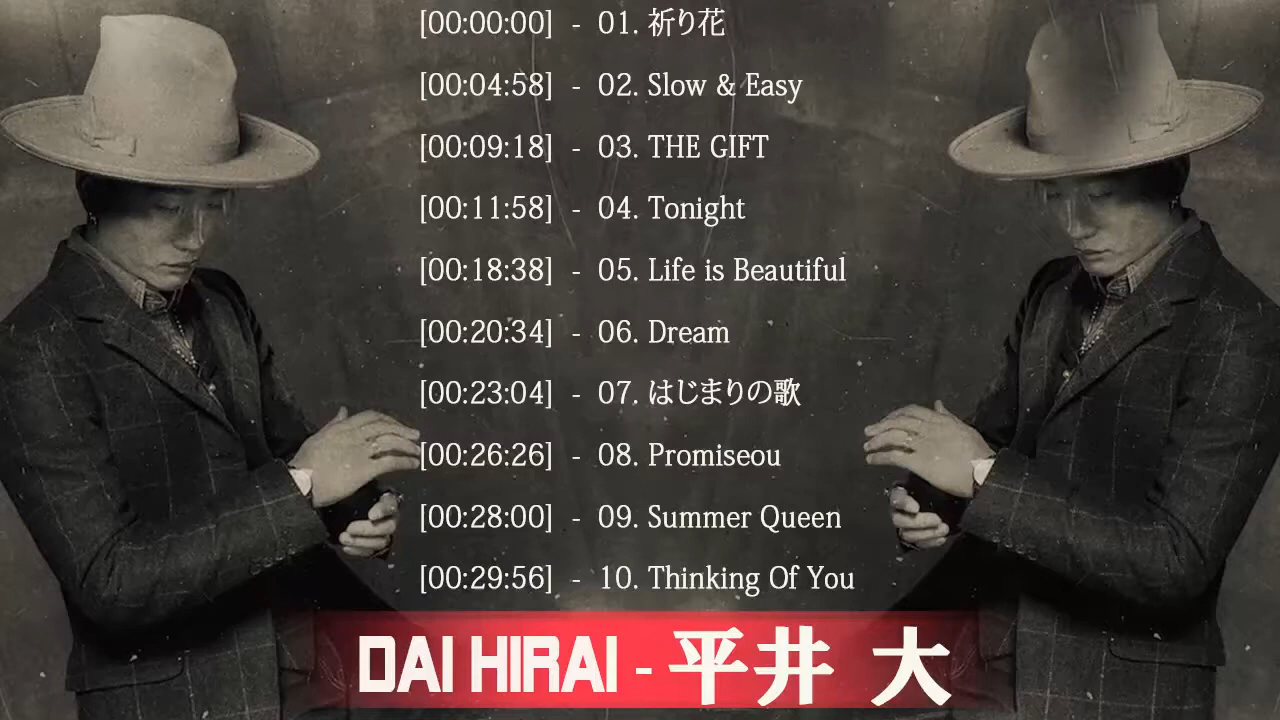 [00:00:00] - 01. 祈り花
[00:04:58] - 02. Slow & Easy
[00:09:18] - 03. THE GIFT
[00:11:58] - 04. Tonight
[00:18:38] - 05. Life is Beautiful
[00:20:34] - 06. Dream
[00:23:04] - 07. はじまりの歌
[00:26:26] - 08. Promiseou
[00:28:00] - 09. Summer Queen
[00:29:56] - 10. Thinking Of You
DAI HIRAI - 平井 大